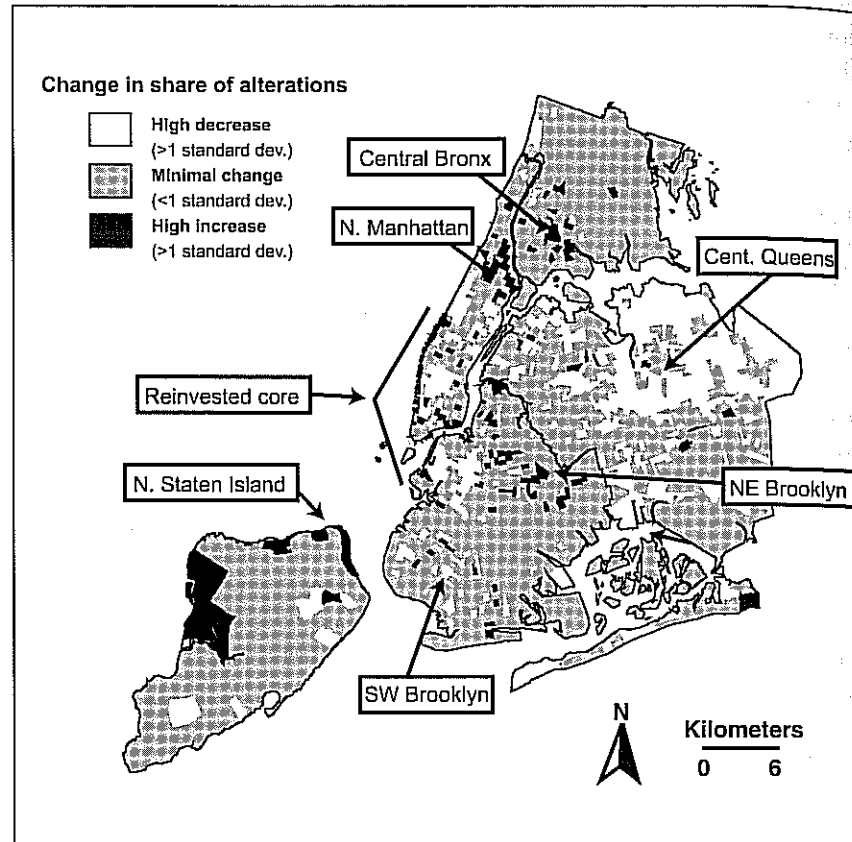 Change in share of alterations
High decrease
(>1 standard dev.)
Minimal change
(<1 standard dev.)
High increase
(>1 standard dev.)
Central Bronx
N. Manhattan
Cent. Queens
Reinvested core
N. Staten Island
NE Brooklyn
SW Brooklyn
N
Kilometers
0 6